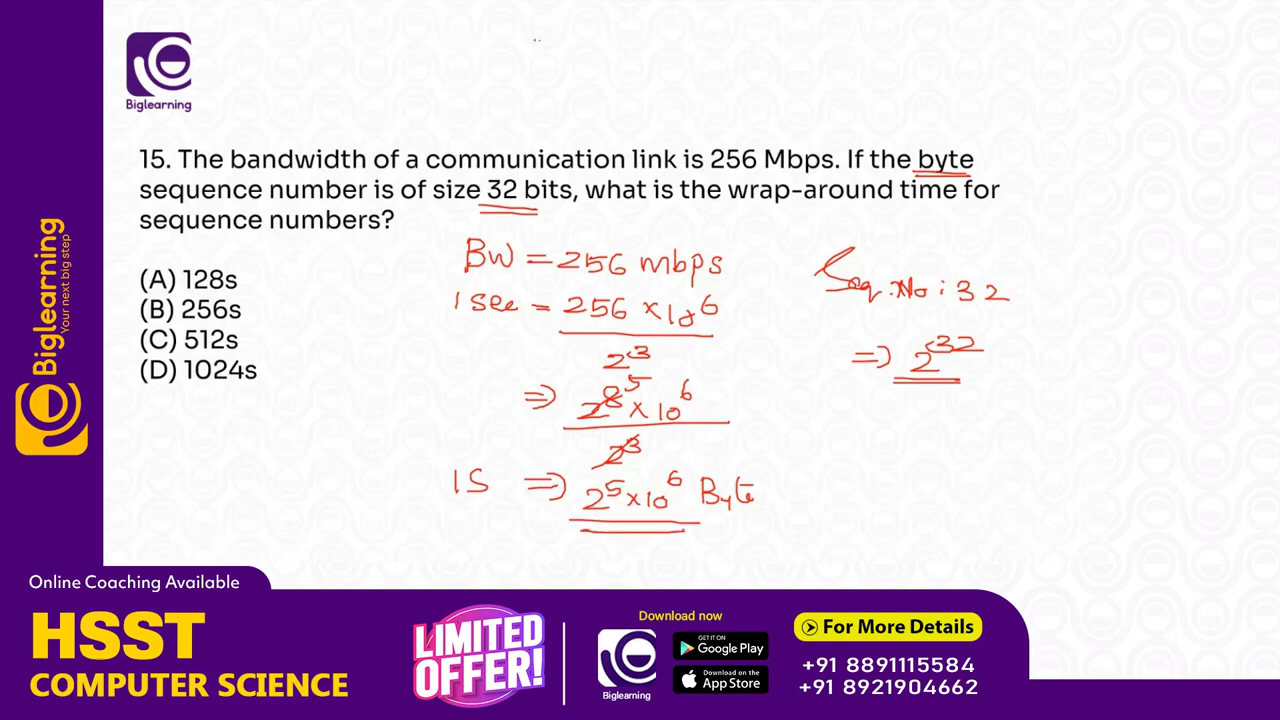 Biglearning
15. The bandwidth of a communication link is 256 Mbps. If the byte
sequence number is of size 32 bits, what is the wrap-around time for
sequence numbers?
(A) 128s
(B) 256s
(C) 512s
(D) 1024s
BW = 256 mbps
1 sec = 256 × 10^6
2^3
⇒ 2^8 5 × 10^6
2^3
1S ⇒ 2^5 × 10^6 Byte
Seq. No : 32
⇒ 2^32
Biglearning
Your next big step
Online Coaching Available
HSST
COMPUTER SCIENCE
LIMITED
OFFER!
Download now
Biglearning
GET IT ON
Google Play
Download on the
App Store
For More Details
+91 8891115584
+91 8921904662